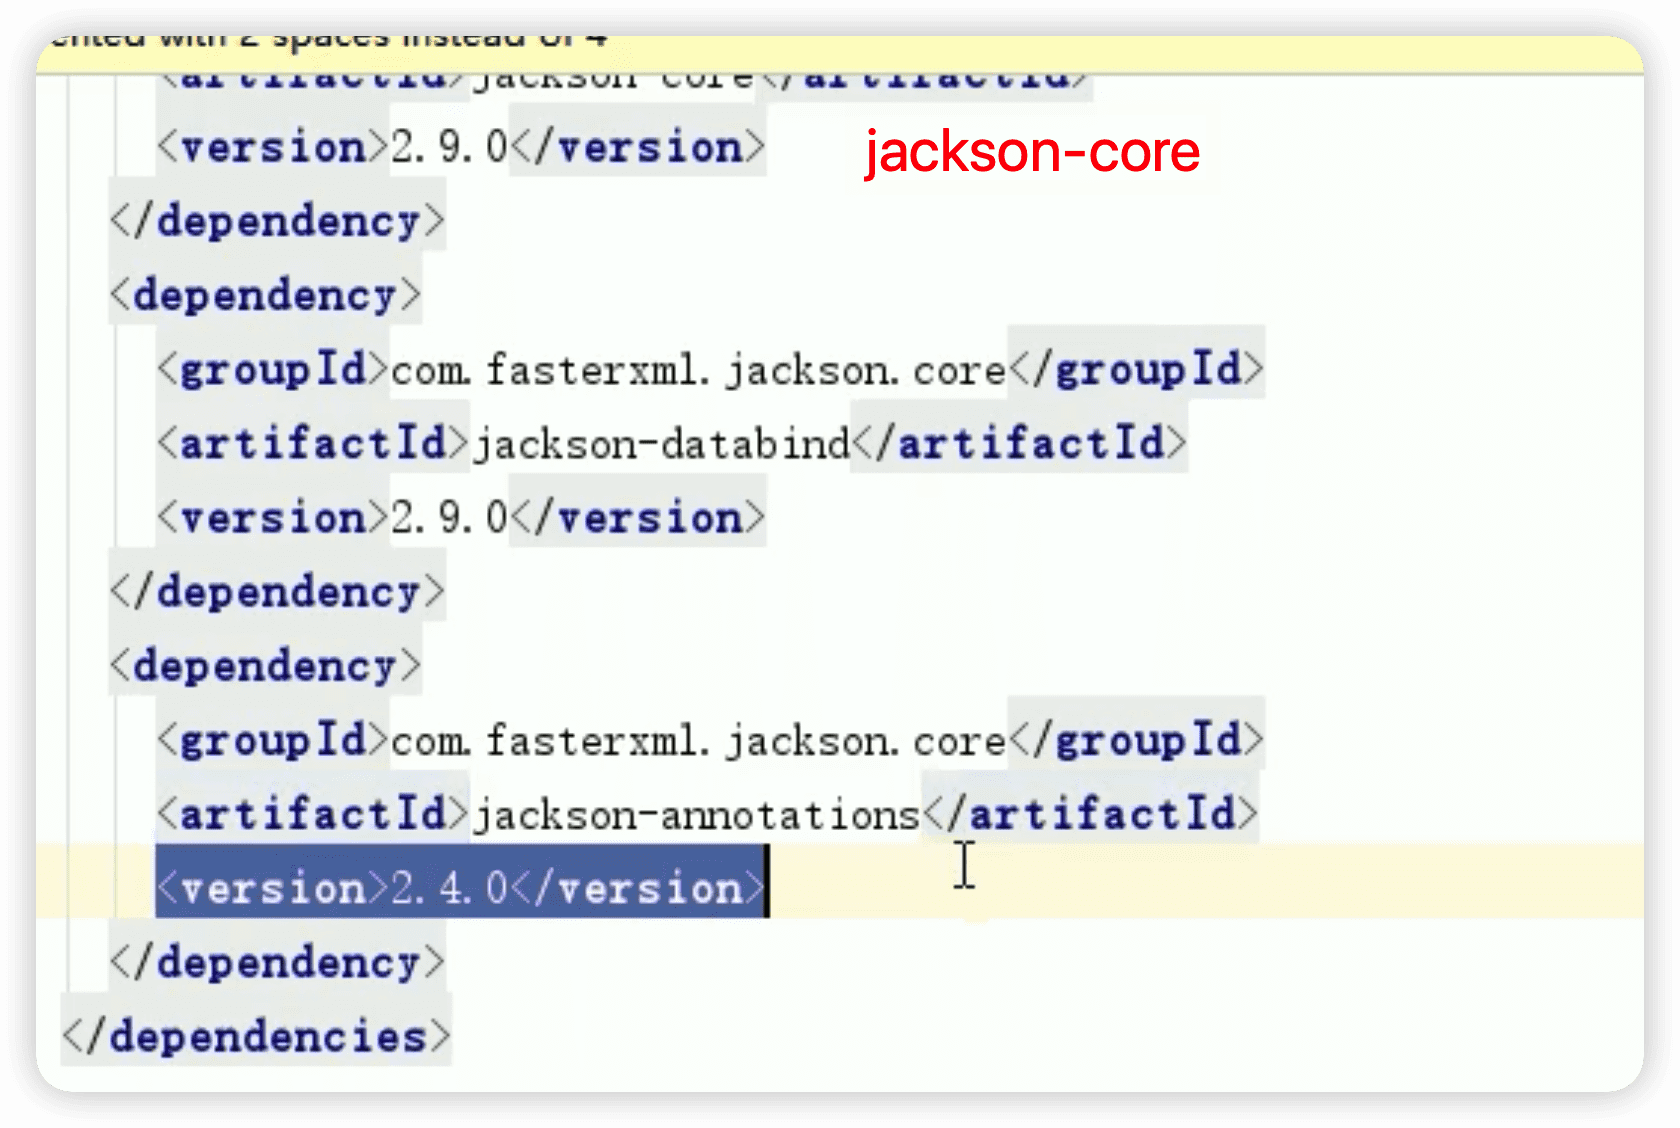 ented with 2 spaces instead of 4
<artifactId>jackson-core</artifactId>
<version>2.9.0</version>
jackson-core
</dependency>
<dependency>
<groupId>com.fasterxml.jackson.core</groupId>
<artifactId>jackson-databind</artifactId>
<version>2.9.0</version>
</dependency>
<dependency>
<groupId>com.fasterxml.jackson.core</groupId>
<artifactId>jackson-annotations</artifactId>
<version>2.4.0</version>
</dependency>
</dependencies>